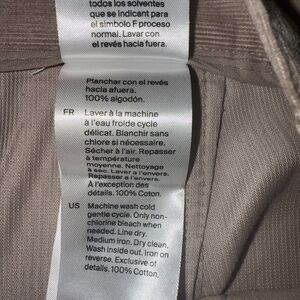 todos los solventes
que se indican para
el símbolo F proceso
normal. Lavar con
el revés hacia fuera.
Planchar con el revés
hacia afuera.
100% algodón.
FR Laver à la machine
à l'eau froide cycle
délicat. Blanchir sans
chlore si nécessaire.
Sécher à l'air. Repasser
à température
moyenne. Nettoyage
à sec. Laver a l'envers.
Repasser a l'envers.
À l'exception des
détails. 100% Coton.
US Machine wash cold
gentle cycle. Only non-
chlorine bleach when
needed. Line dry.
Medium iron. Dry clean.
Wash inside out. Iron on
reverse. Exclusive of
details. 100% Cotton.